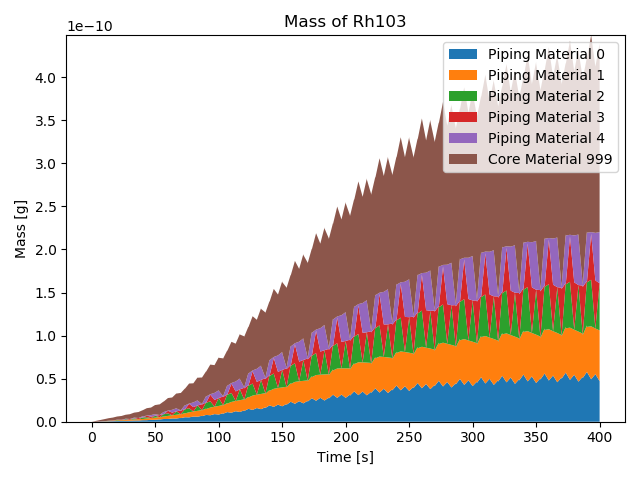 Mass of Rh103
1e−10
Mass [g]
4.0
3.5
3.0
2.5
2.0
1.5
1.0
0.5
0.0
0 50 100 150 200 250 300 350 400
Time [s]
Piping Material 0
Piping Material 1
Piping Material 2
Piping Material 3
Piping Material 4
Core Material 999